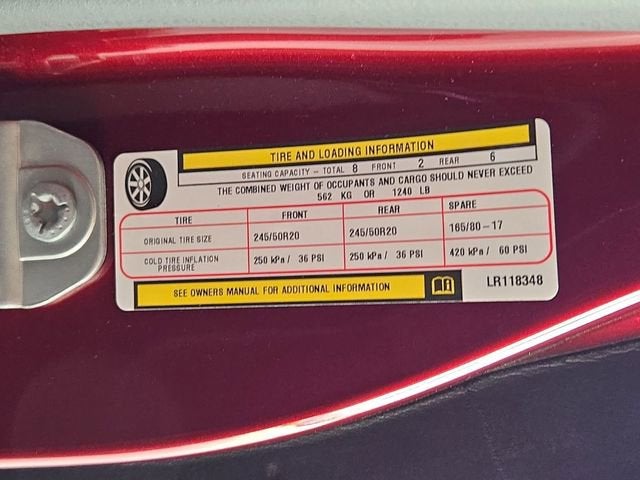 TIRE AND LOADING INFORMATION
SEATING CAPACITY - TOTAL 8 FRONT 2 REAR 6
THE COMBINED WEIGHT OF OCCUPANTS AND CARGO SHOULD NEVER EXCEED
562 KG OR 1240 LB
TIRE FRONT REAR SPARE
ORIGINAL TIRE SIZE 245/50R20 245/50R20 165/80-17
COLD TIRE INFLATION PRESSURE 250 kPa / 36 PSI 250 kPa / 36 PSI 420 kPa / 60 PSI
SEE OWNERS MANUAL FOR ADDITIONAL INFORMATION
LR118348